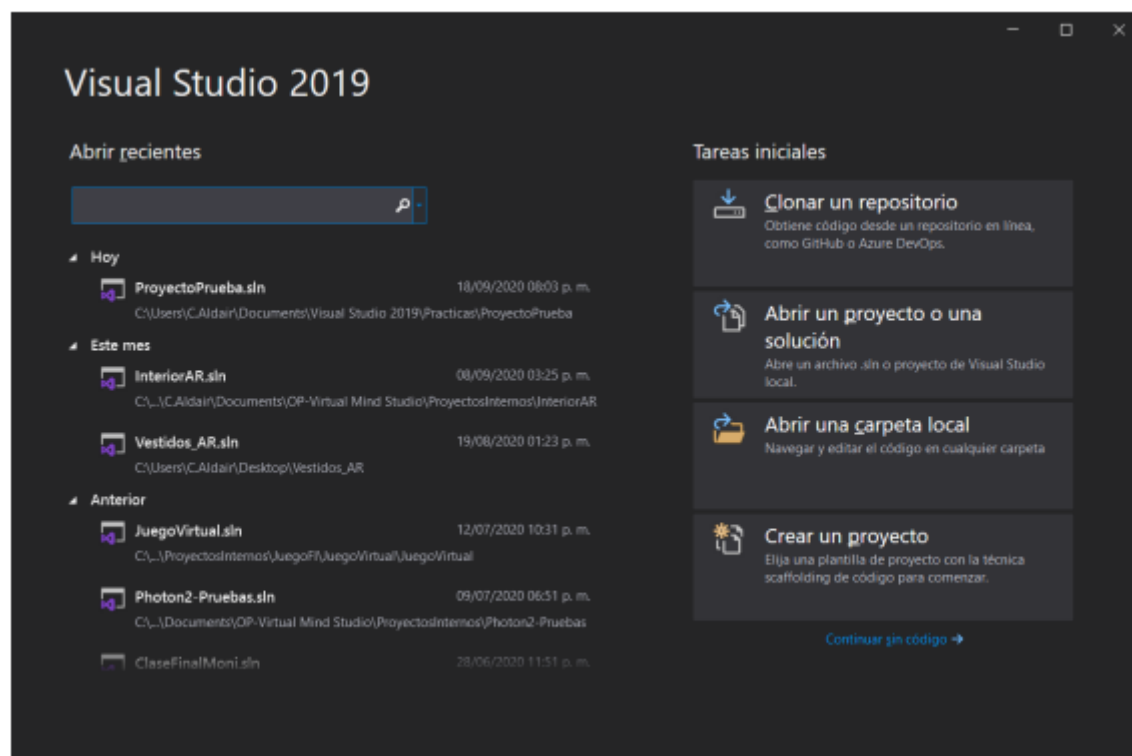 Visual Studio 2019
Abrir recientes
Hoy
ProyectoPrueba.sln 18/09/2020 08:03 p. m.
C:\Users\C.Aldair\Documents\Visual Studio 2019\Practicas\ProyectoPrueba
Este mes
InteriorAR.sln 08/09/2020 03:25 p. m.
C:\...\C.Aldair\Documents\OP-Virtual Mind Studio\ProyectosInternos\InteriorAR
Vestidos_AR.sln 19/08/2020 01:23 p. m.
C:\Users\C.Aldair\Desktop\Vestidos_AR
Anterior
JuegoVirtual.sln 12/07/2020 10:31 p. m.
C:\...\ProyectosInternos\JuegoFI\JuegoVirtual\JuegoVirtual
Photon2-Pruebas.sln 09/07/2020 06:51 p. m.
C:\...\Documents\OP-Virtual Mind Studio\ProyectosInternos\Photon2-Pruebas
ClaseFinalMoni.sln 28/06/2020 11:51 p. m.
Tareas iniciales
Clonar un repositorio
Obtiene código desde un repositorio en línea,
como GitHub o Azure DevOps.
Abrir un proyecto o una
solución
Abre un archivo .sln o proyecto de Visual Studio
local.
Abrir una carpeta local
Navegar y editar el código en cualquier carpeta
Crear un proyecto
Elija una plantilla de proyecto con la técnica
scaffolding de código para comenzar.
Continuar sin código →